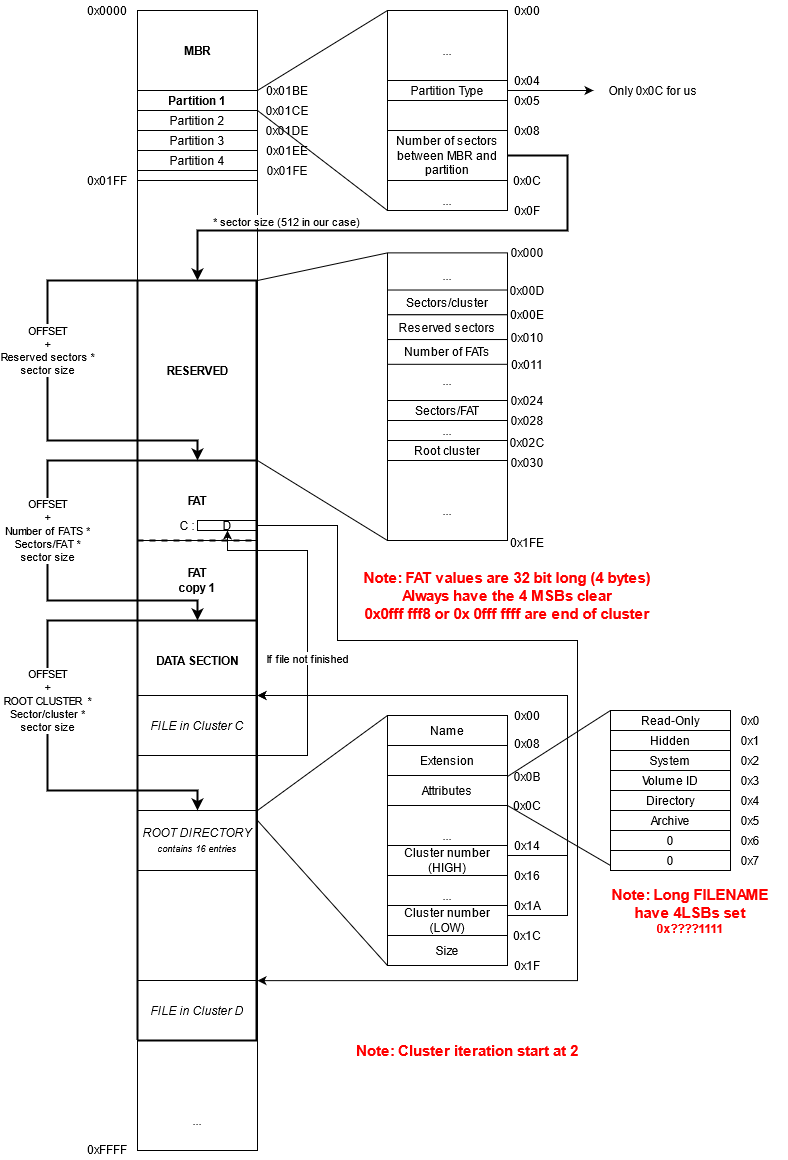 0x0000
MBR
0x01BE
Partition 1
0x01CE
Partition 2
0x01DE
Partition 3
0x01EE
Partition 4
0x01FE
0x01FF
0x00
...
0x04
Partition Type
Only 0x0C for us
0x05
0x08
Number of sectors
between MBR and
partition
0x0C
...
0x0F
* sector size (512 in our case)
0x000
...
0x00D
Sectors/cluster
0x00E
Reserved sectors
0x010
Number of FATs
0x011
...
0x024
Sectors/FAT
0x028
...
0x02C
Root cluster
0x030
...
0x1FE
OFFSET
+
Reserved sectors *
sector size
RESERVED
OFFSET
+
Number of FATS *
Sectors/FAT *
sector size
FAT
C :
D
FAT
copy 1
Note: FAT values are 32 bit long (4 bytes)
Always have the 4 MSBs clear
0x0fff fff8 or 0x 0fff ffff are end of cluster
OFFSET
+
ROOT CLUSTER *
Sector/cluster *
sector size
DATA SECTION
If file not finished
FILE in Cluster C
ROOT DIRECTORY
contains 16 entries
0x00
Name
0x08
Extension
0x0B
Attributes
0x0C
...
0x14
Cluster number
(HIGH)
0x16
...
0x1A
Cluster number
(LOW)
0x1C
Size
0x1F
Read-Only
0x0
Hidden
0x1
System
0x2
Volume ID
0x3
Directory
0x4
Archive
0x5
0
0x6
0
0x7
Note: Long FILENAME
have 4LSBs set
0x????1111
FILE in Cluster D
Note: Cluster iteration start at 2
...
0xFFFF